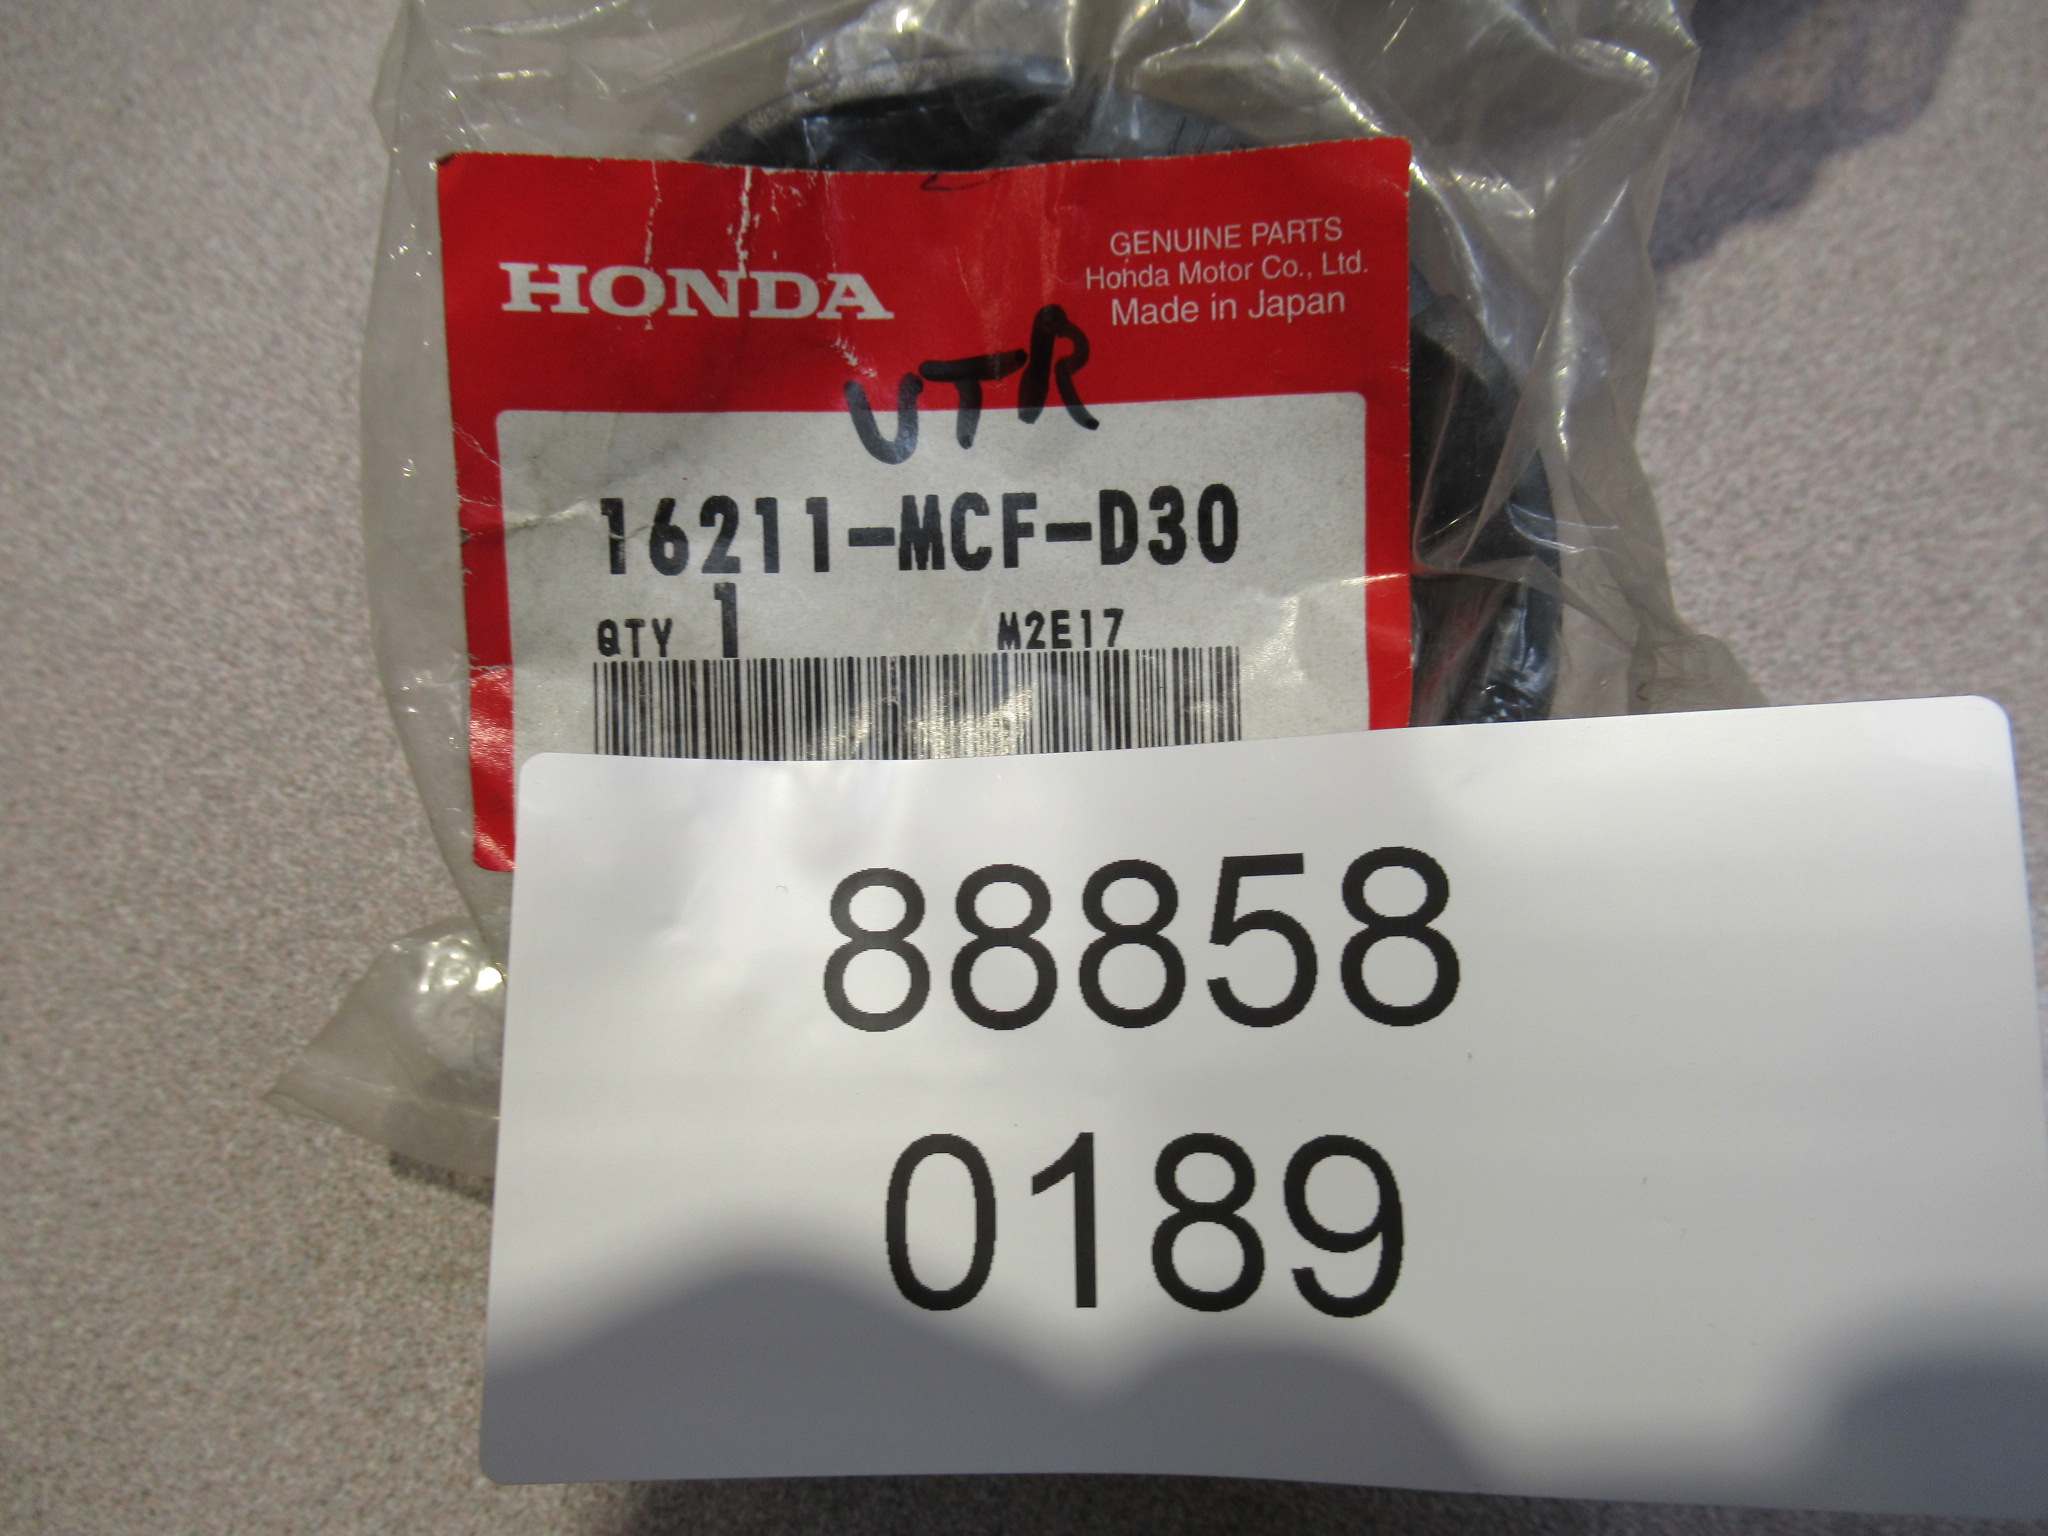 HONDA
GENUINE PARTS
Honda Motor Co., Ltd.
Made in Japan
VTR
16211-MCF-D30
QTY 1 M2E17
88858
0189